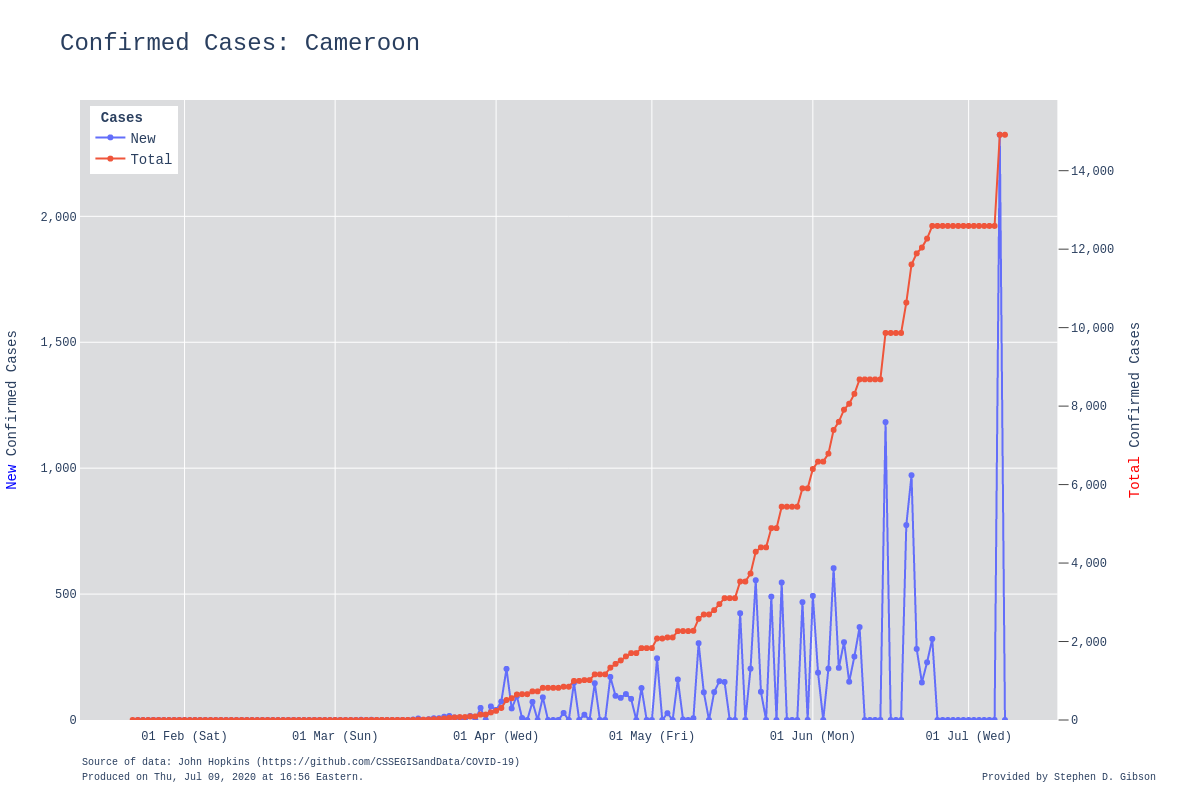 Confirmed Cases: Cameroon
Cases
New
Total
2,000
1,500
1,000
500
0
14,000
12,000
10,000
8,000
6,000
4,000
2,000
0
New Confirmed Cases
Total Confirmed Cases
01 Feb (Sat) 01 Mar (Sun) 01 Apr (Wed) 01 May (Fri) 01 Jun (Mon) 01 Jul (Wed)
Source of data: John Hopkins (https://github.com/CSSEGISandData/COVID-19)
Produced on Thu, Jul 09, 2020 at 16:56 Eastern.
Provided by Stephen D. Gibson